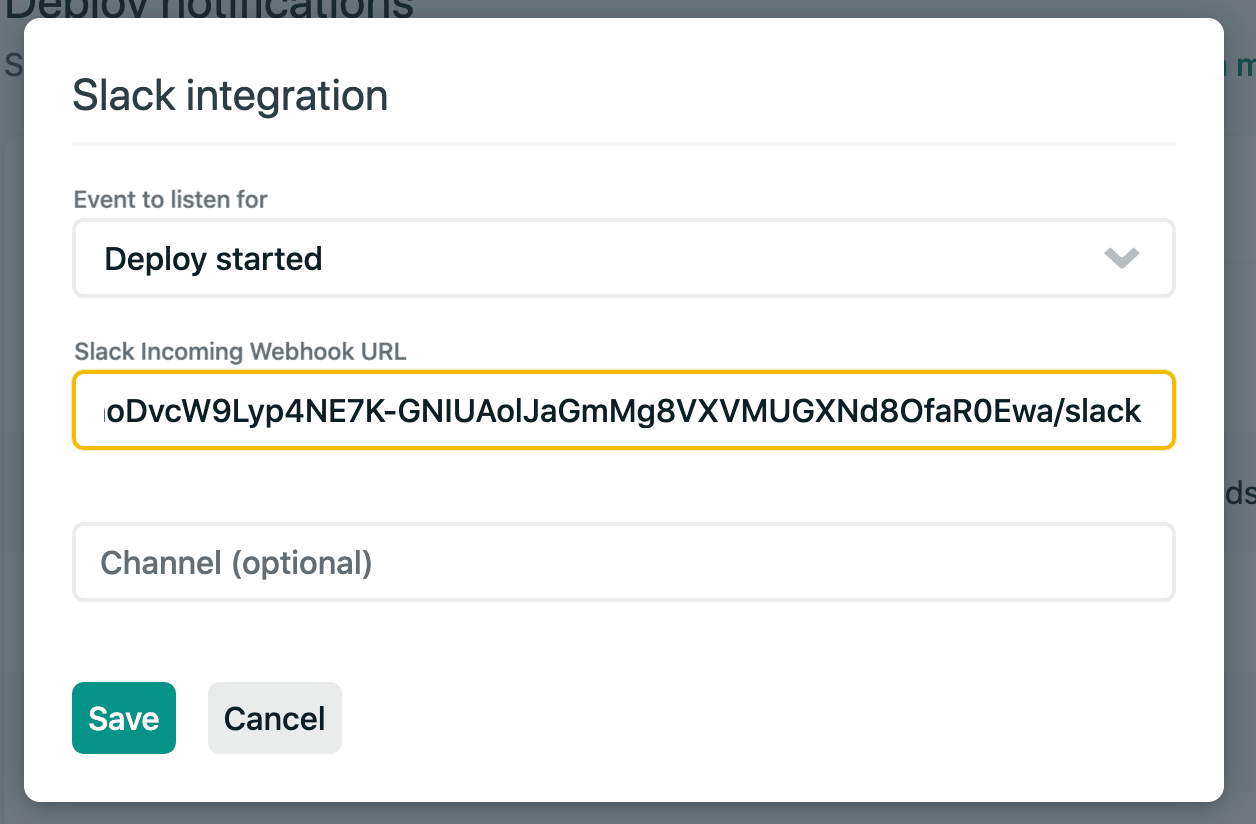 Deploy notifications
Slack integration
Event to listen for
Deploy started
Slack Incoming Webhook URL
oDvcW9Lyp4NE7K-GNIUAolJaGmMg8VXVMUGXNd8OfaR0Ewa/slack
Channel (optional)
Save
Cancel